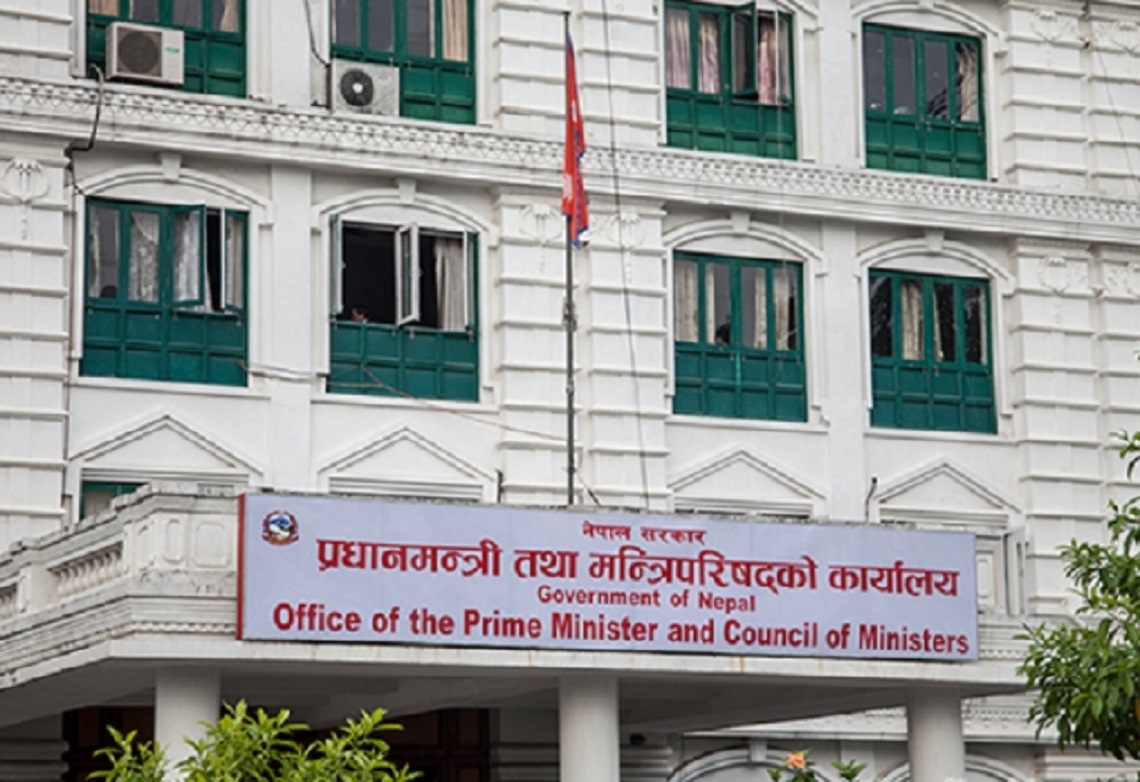 नेपाल सरकार
प्रधानमन्त्री तथा मन्त्रिपरिषद्को कार्यालय
Government of Nepal
Office of the Prime Minister and Council of Ministers